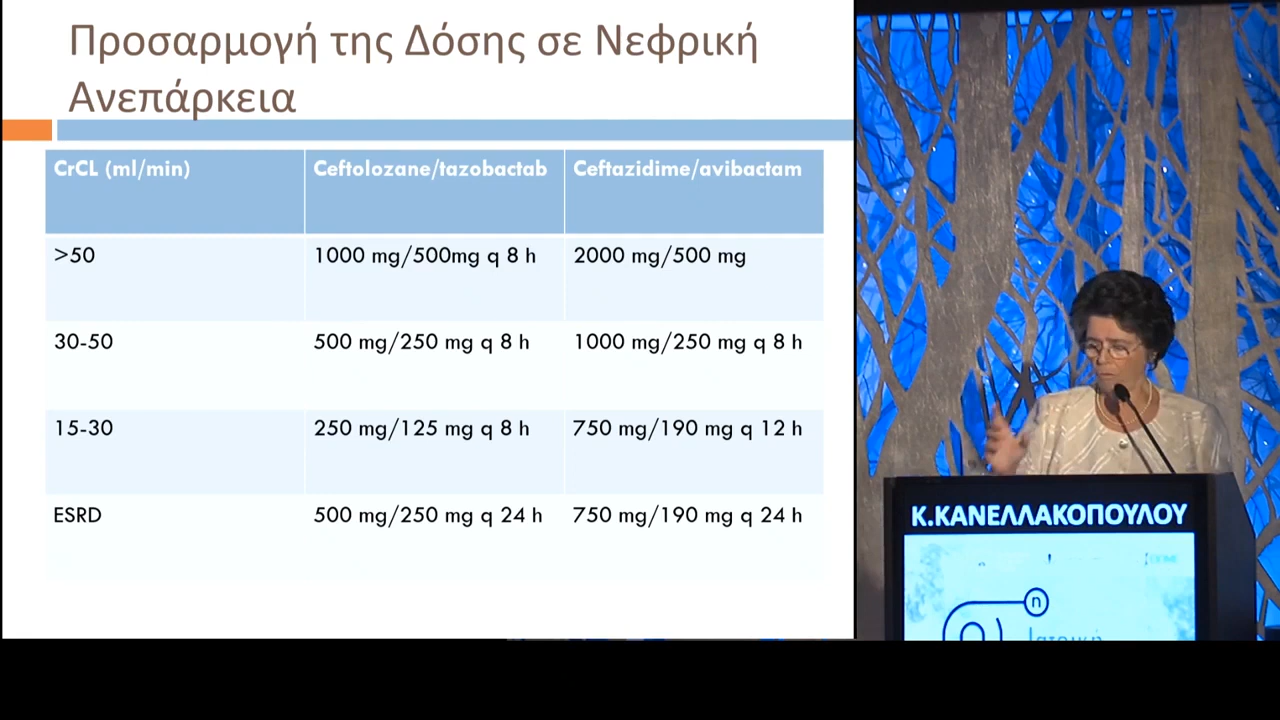 Προσαρμογή της Δόσης σε Νεφρική
Ανεπάρκεια
CrCL (ml/min) Ceftolozane/tazobactab Ceftazidime/avibactam
>50 1000 mg/500mg q 8 h 2000 mg/500 mg
30-50 500 mg/250 mg q 8 h 1000 mg/250 mg q 8 h
15-30 250 mg/125 mg q 8 h 750 mg/190 mg q 12 h
ESRD 500 mg/250 mg q 24 h 750 mg/190 mg q 24 h
Κ.ΚΑΝΕΛΛΑΚΟΠΟΥΛΟΥ
n
Ιατρική